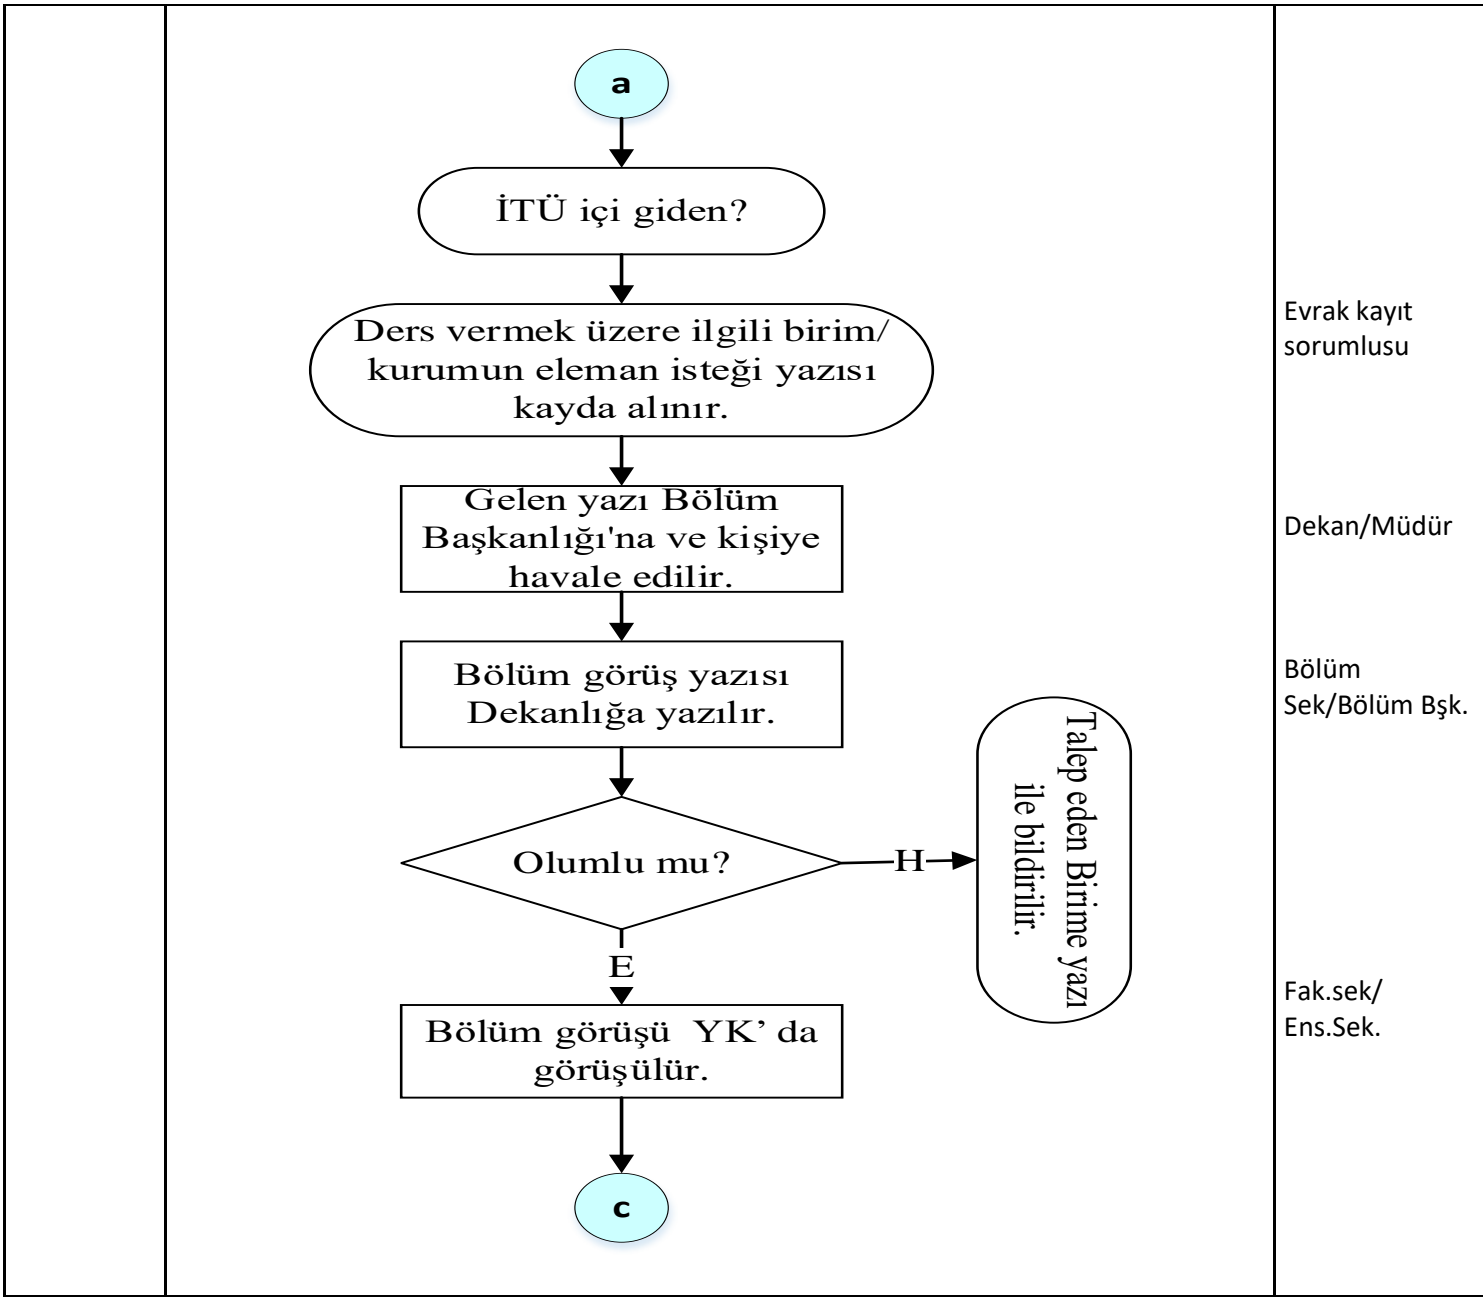 a
İTÜ içi giden?
Ders vermek üzere ilgili birim/
kurumun eleman isteği yazısı
kayda alınır.
Evrak kayıt
sorumlusu
Gelen yazı Bölüm
Başkanlığı'na ve kişiye
havale edilir.
Dekan/Müdür
Bölüm görüş yazısı
Dekanlığa yazılır.
Bölüm
Sek/Bölüm Bşk.
Olumlu mu?
H
Talep eden Birime yazı
ile bildirilir.
E
Bölüm görüşü  YK’ da
görüşülür.
Fak.sek/
Ens.Sek.
c